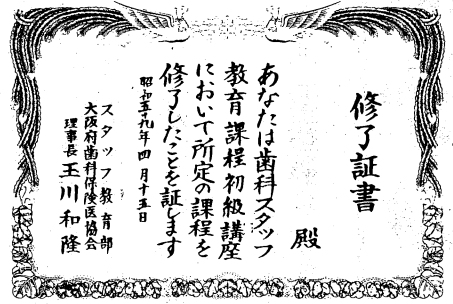 修了証書
殿
あなたは歯科スタッフ
教育課程初級講座
において所定の課程を
修了したことを証します
昭和五十九年四月十五日
スタッフ教育部
大阪府歯科保険医協会
理事長 玉川和隆